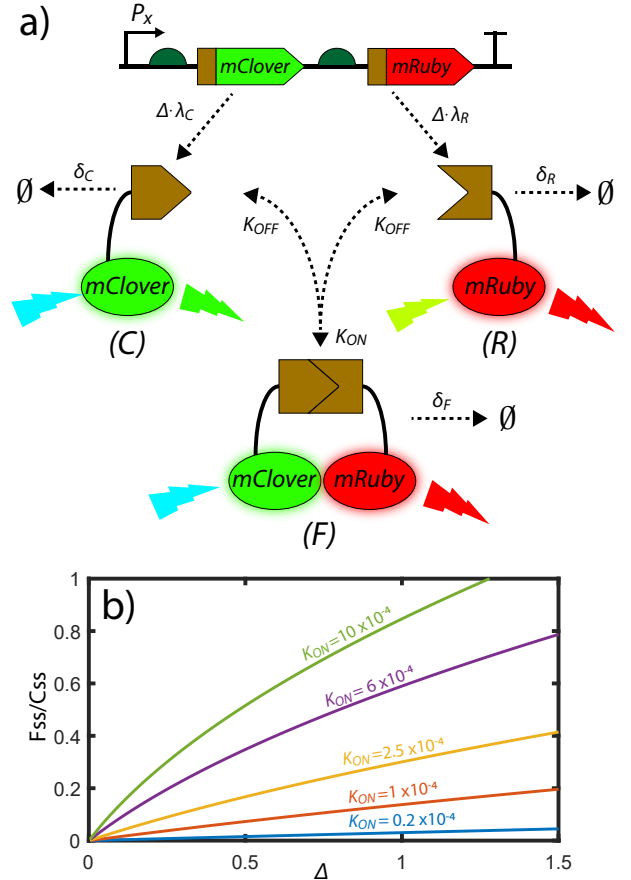 a)
Pₓ
mClover mRuby
Δ·λ_C Δ·λ_R
Ø δ_C δ_R Ø
K_OFF K_OFF
mClover mRuby
(C) K_ON (R)
δ_F Ø
mClover mRuby
(F)
b)
1
0.8
0.6
0.4
0.2
0
Fss/Css
K_ON=10 x10⁻⁴
K_ON= 6 x10⁻⁴
K_ON=2.5 x10⁻⁴
K_ON=1 x10⁻⁴
K_ON=0.2 x10⁻⁴
0 0.5 1 1.5
Δ